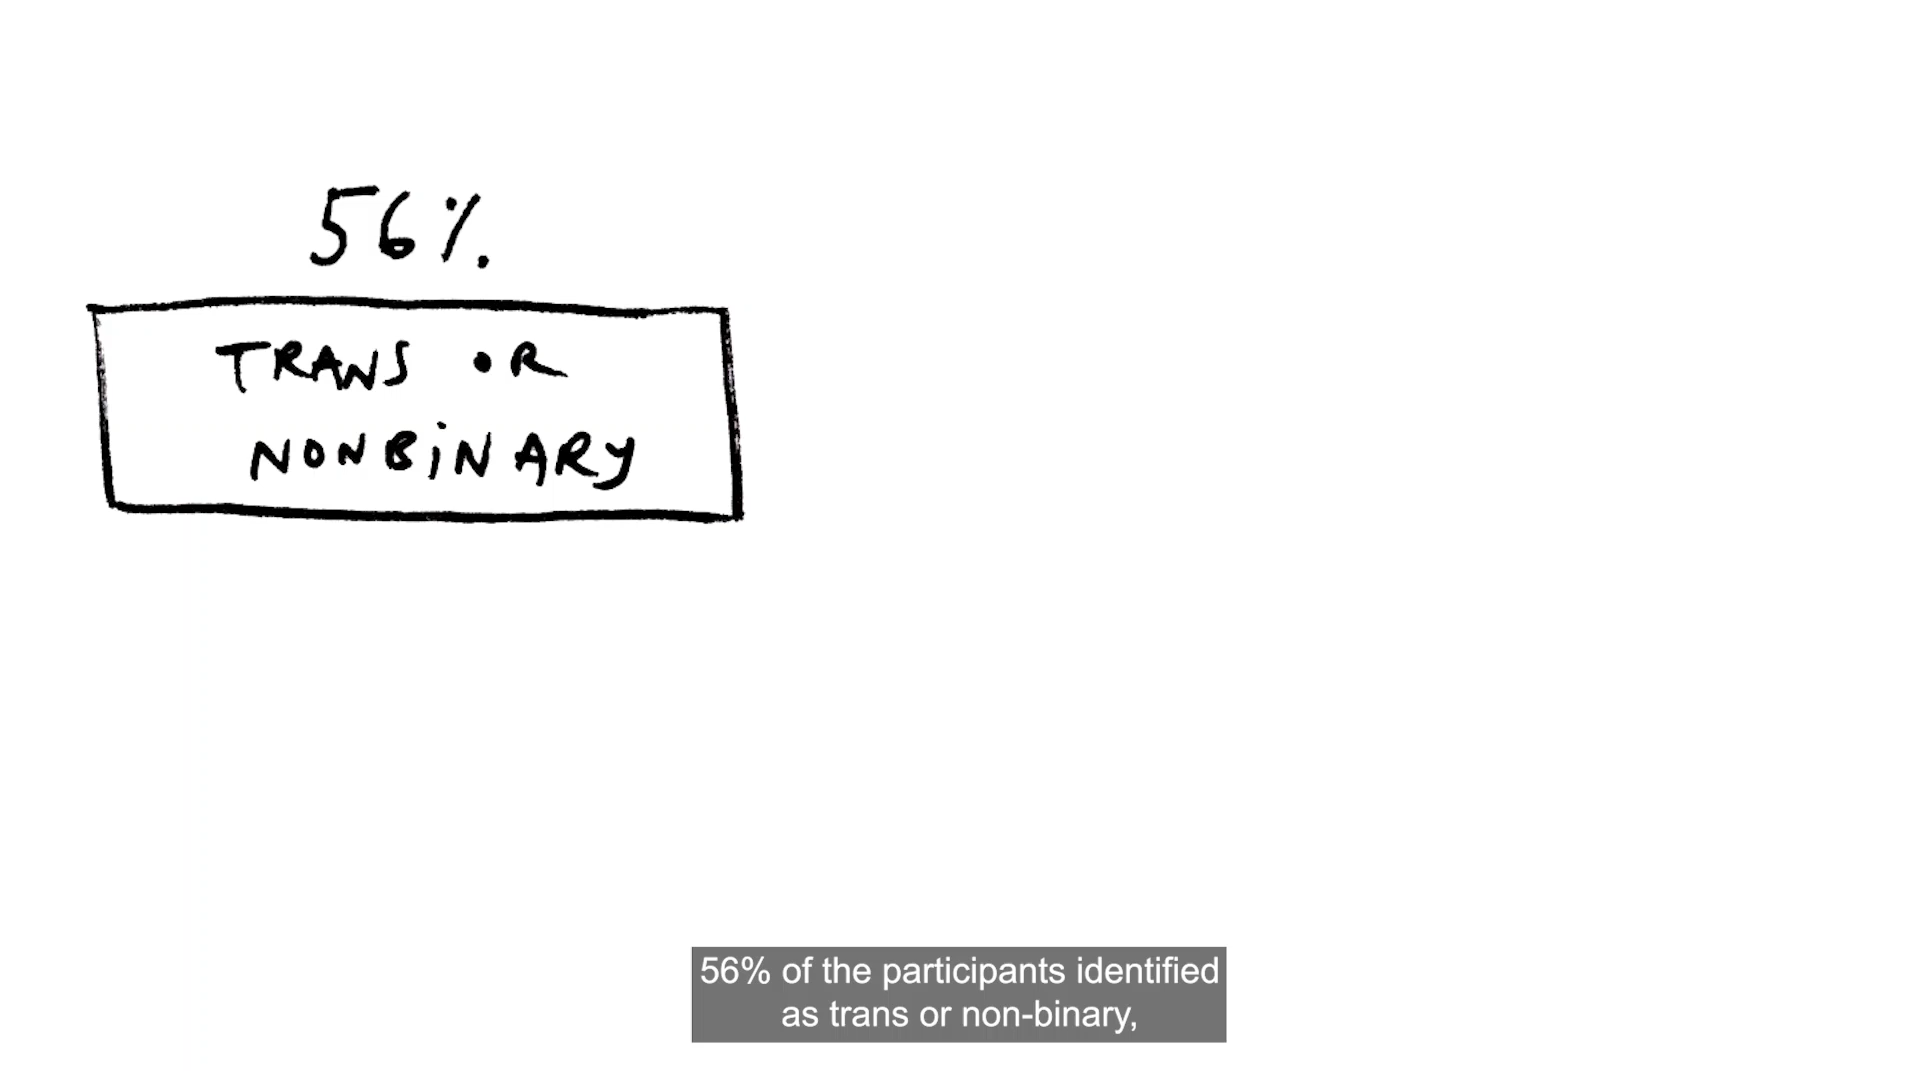 56%
TRANS OR
NONBINARY
56% of the participants identified
as trans or non-binary,